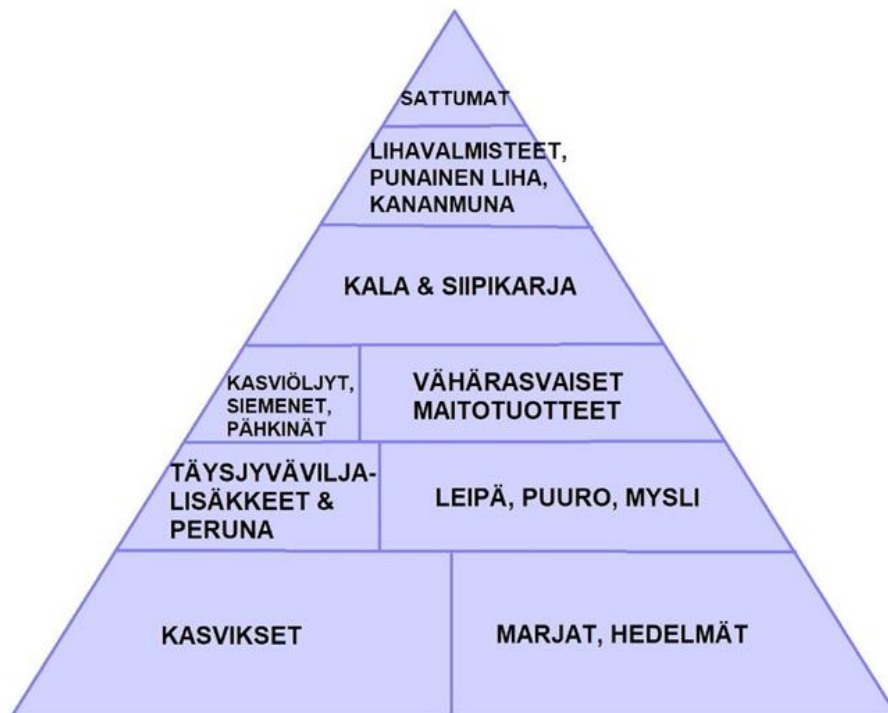 SATTUMAT
LIHAVALMISTEET,
PUNAINEN LIHA,
KANANMUNA
KALA & SIIPIKARJA
KASVIÖLJYT,
SIEMENET,
PÄHKINÄT
VÄHÄRASVAISET
MAITOTUOTTEET
TÄYSJYVÄVILJA-
LISÄKKEET &
PERUNA
LEIPÄ, PUURO, MYSLI
KASVIKSET
MARJAT, HEDELMÄT